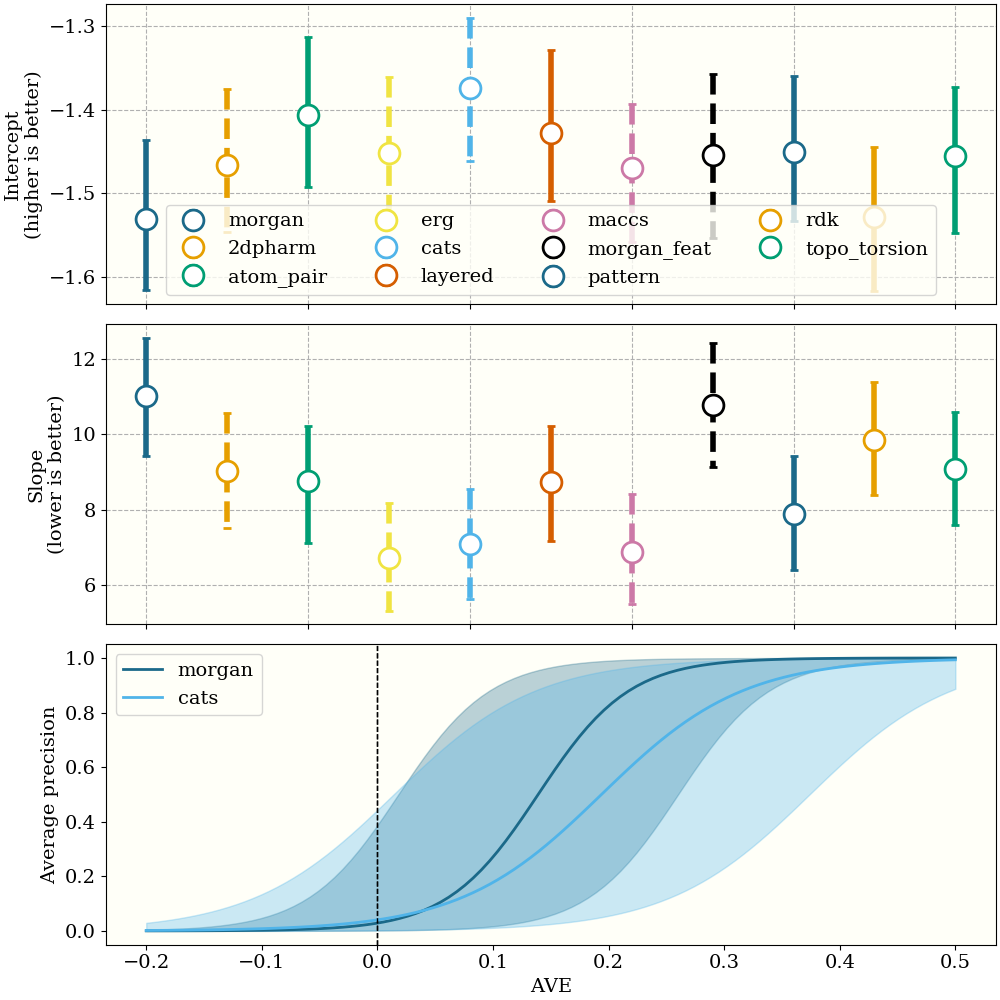 Intercept
(higher is better)
−1.3
−1.4
−1.5
−1.6
morgan
2dpharm
atom_pair
erg
cats
layered
maccs
morgan_feat
pattern
rdk
topo_torsion
Slope
(lower is better)
12
10
8
6
Average precision
1.0
0.8
0.6
0.4
0.2
0.0
morgan
cats
−0.2
−0.1
0.0
0.1
0.2
0.3
0.4
0.5
AVE